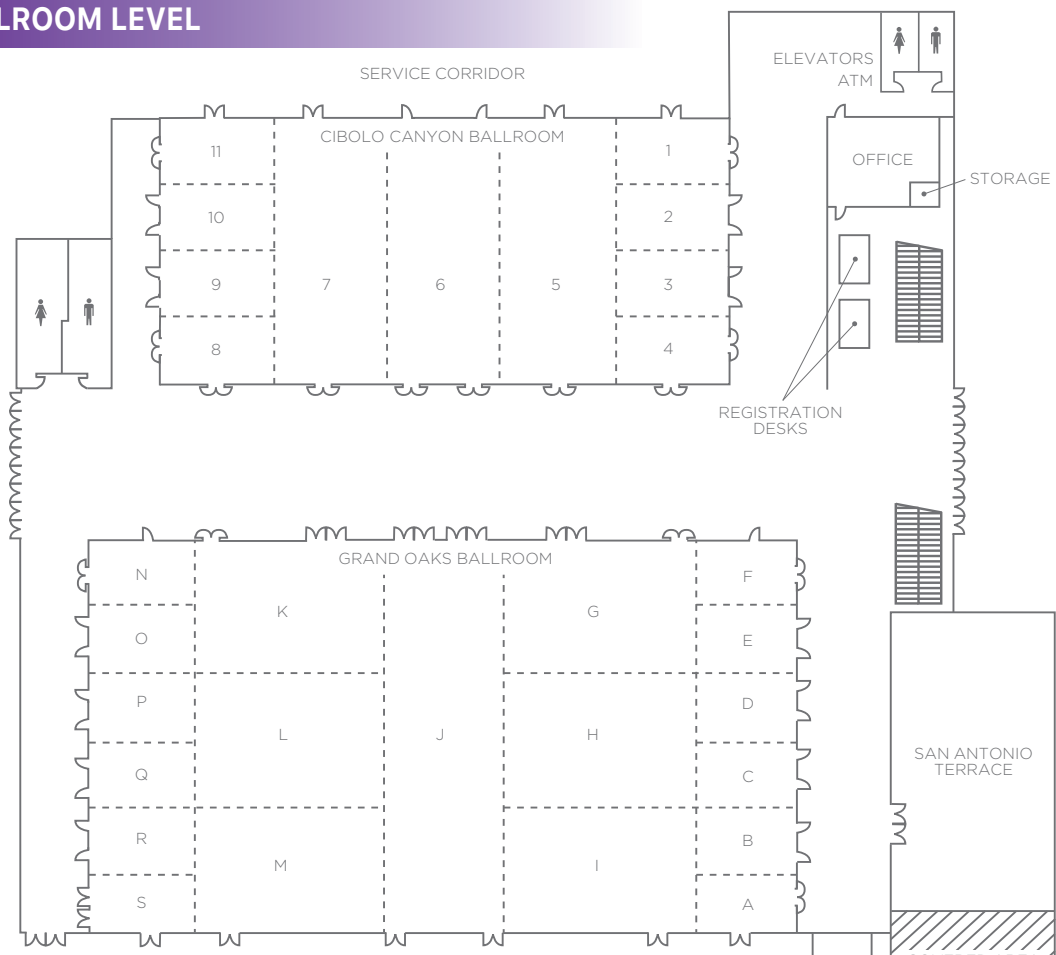 LROOM LEVEL
SERVICE CORRIDOR
ELEVATORS
ATM
CIBOLO CANYON BALLROOM
11
10
9
8
7
6
5
1
2
3
4
OFFICE
STORAGE
REGISTRATION
DESKS
GRAND OAKS BALLROOM
N
O
P
Q
R
S
K
L
M
J
G
H
I
F
E
D
C
B
A
SAN ANTONIO
TERRACE